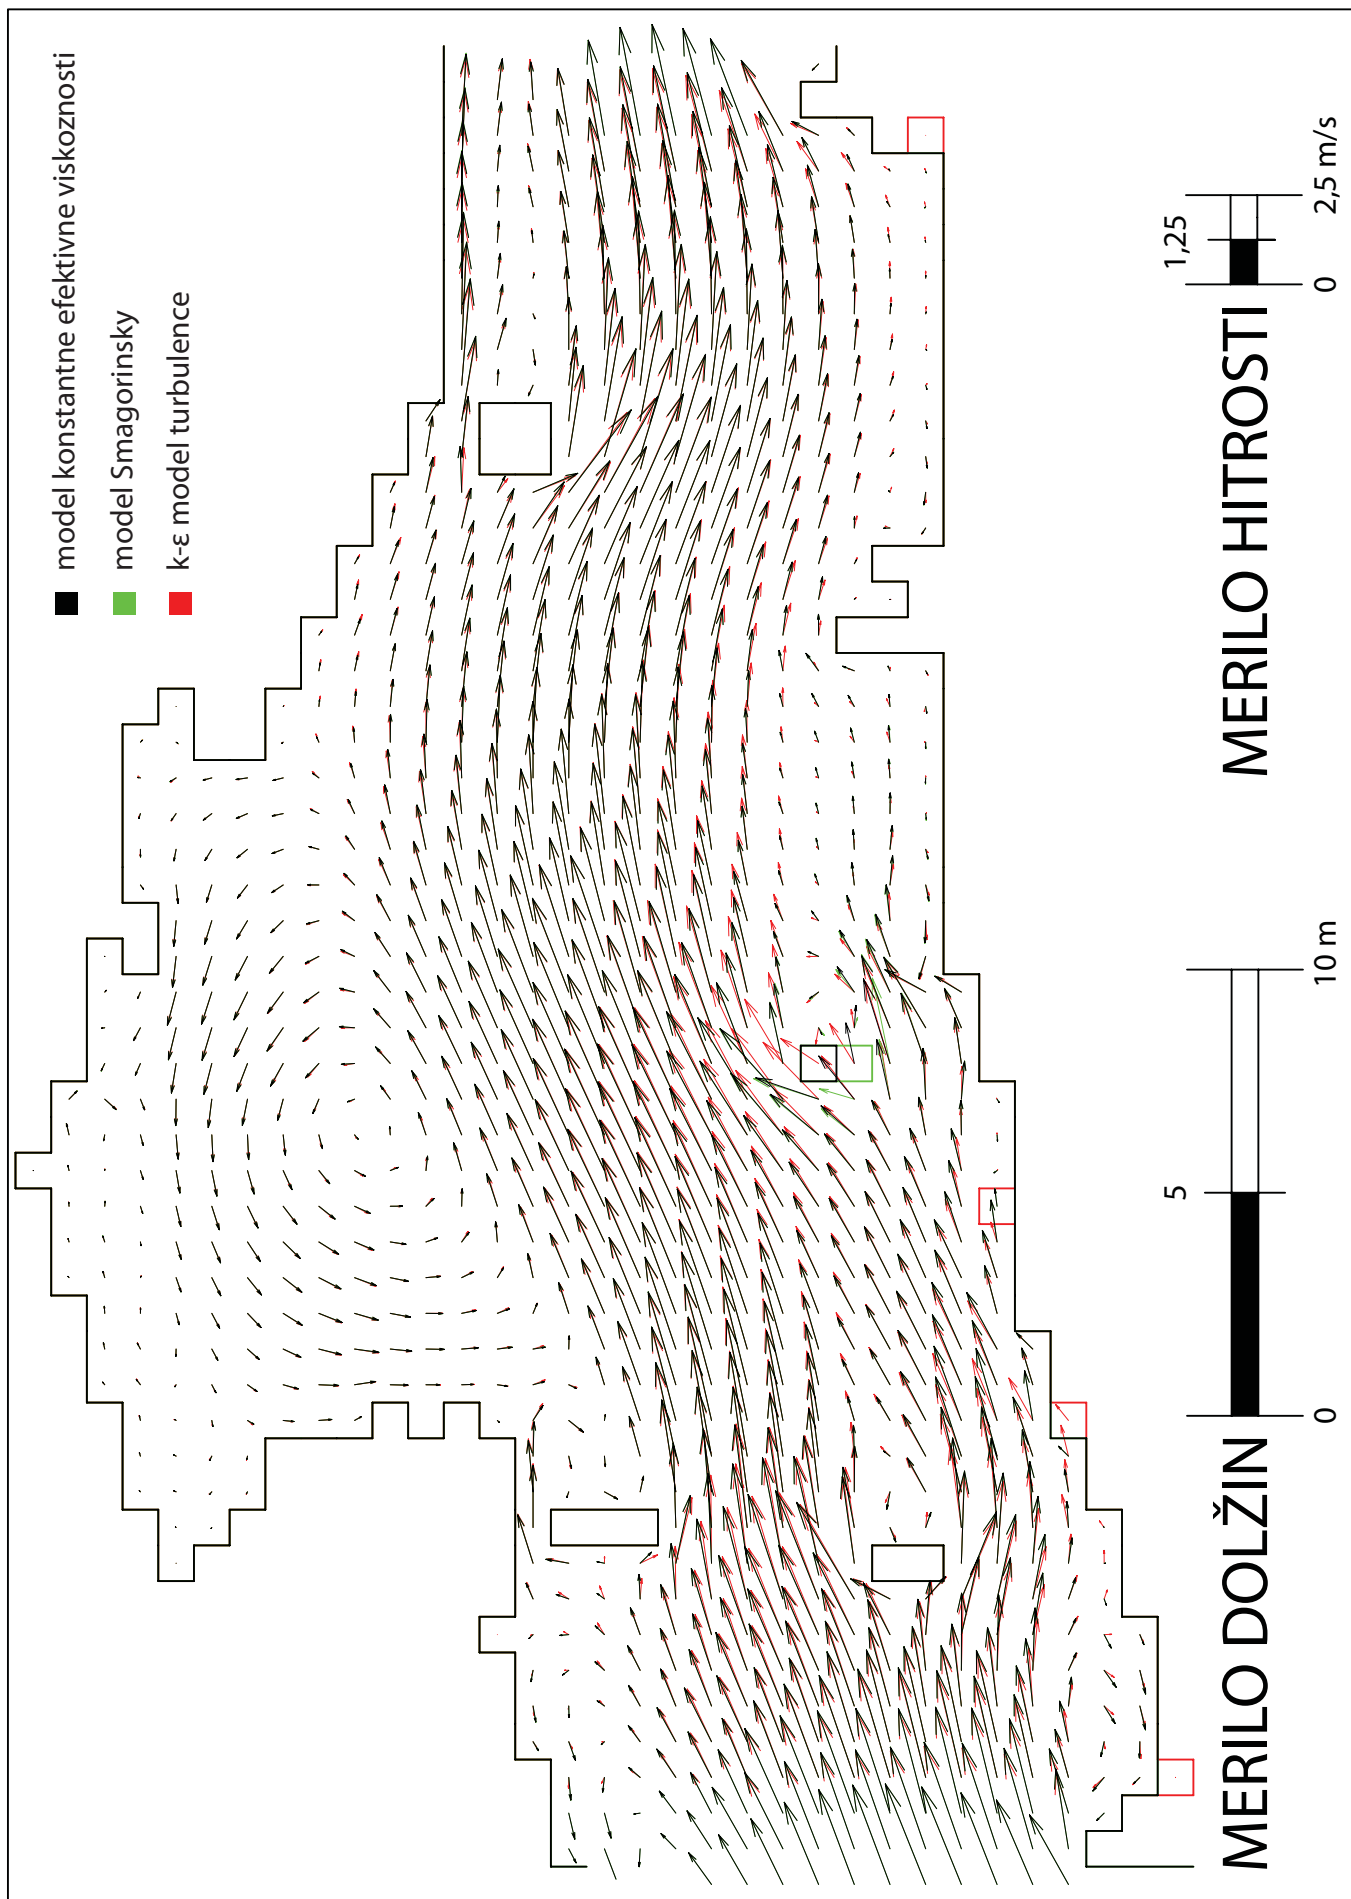 model konstantne efektivne viskoznosti
model Smagorinsky
k-ε model turbulence
MERILO DOLŽIN
0
5
10 m
MERILO HITROSTI
0
1,25
2,5 m/s